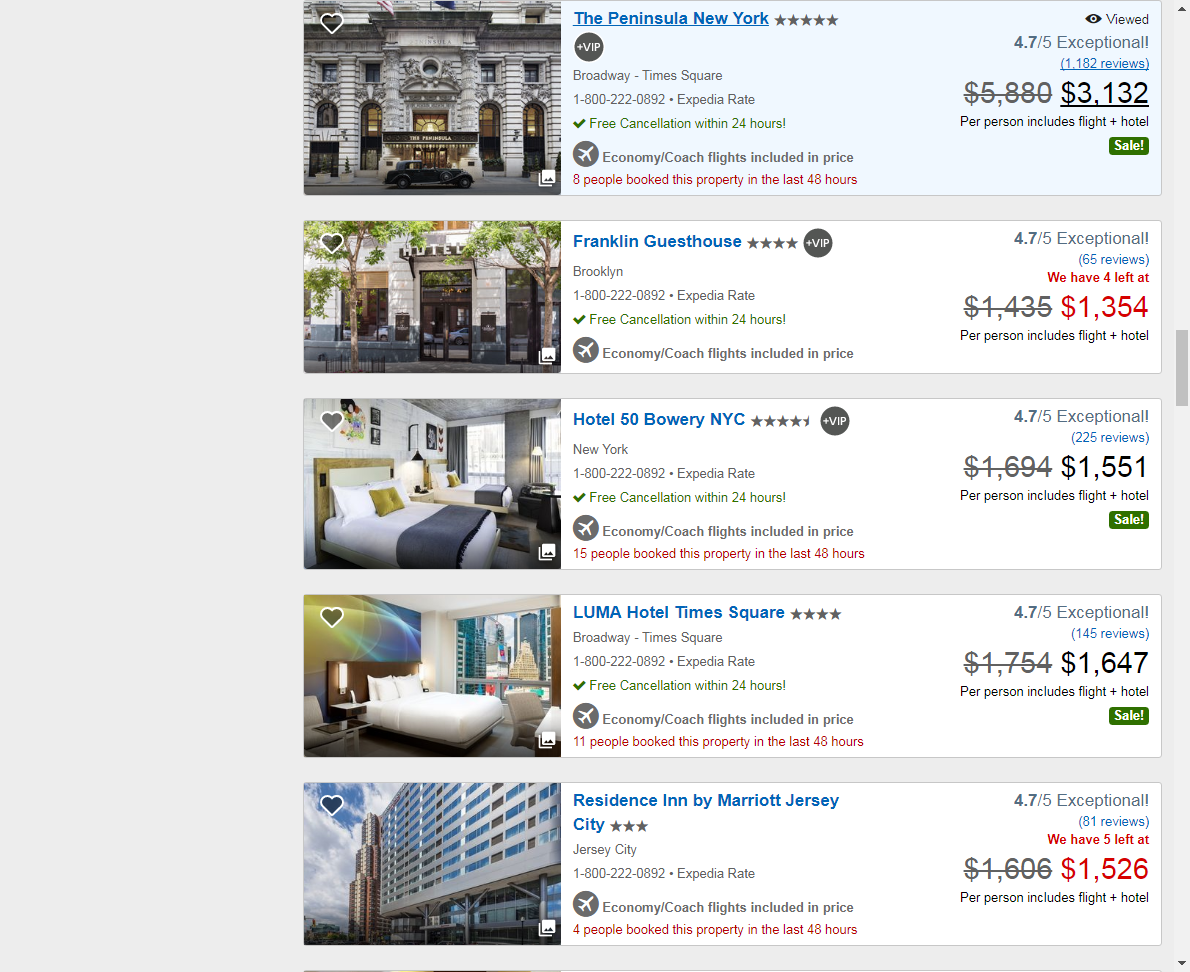 The Peninsula New York
Viewed
+VIP
4.7/5 Exceptional!
(1,182 reviews)
Broadway - Times Square
$5,880 $3,132
1-800-222-0892 • Expedia Rate
Per person includes flight + hotel
Free Cancellation within 24 hours!
Sale!
Economy/Coach flights included in price
8 people booked this property in the last 48 hours
THE PENINSULA
Franklin Guesthouse
+VIP
4.7/5 Exceptional!
(65 reviews)
Brooklyn
We have 4 left at
1-800-222-0892 • Expedia Rate
$1,435 $1,354
Free Cancellation within 24 hours!
Per person includes flight + hotel
Economy/Coach flights included in price
HOTEL
Hotel 50 Bowery NYC
+VIP
4.7/5 Exceptional!
(225 reviews)
New York
$1,694 $1,551
1-800-222-0892 • Expedia Rate
Per person includes flight + hotel
Free Cancellation within 24 hours!
Sale!
Economy/Coach flights included in price
15 people booked this property in the last 48 hours
LUMA Hotel Times Square
4.7/5 Exceptional!
(145 reviews)
Broadway - Times Square
$1,754 $1,647
1-800-222-0892 • Expedia Rate
Per person includes flight + hotel
Free Cancellation within 24 hours!
Sale!
Economy/Coach flights included in price
11 people booked this property in the last 48 hours
Residence Inn by Marriott Jersey
City
4.7/5 Exceptional!
(81 reviews)
We have 5 left at
Jersey City
$1,606 $1,526
1-800-222-0892 • Expedia Rate
Per person includes flight + hotel
Economy/Coach flights included in price
4 people booked this property in the last 48 hours